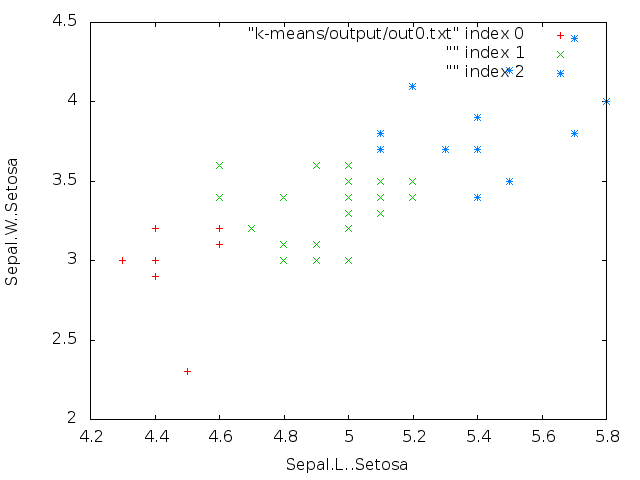 4.5
"k-means/output/out0.txt" index 0
"" index 1
"" index 2
4
3.5
3
2.5
2
Sepal.W..Setosa
4.2 4.4 4.6 4.8 5 5.2 5.4 5.6 5.8
Sepal.L..Setosa